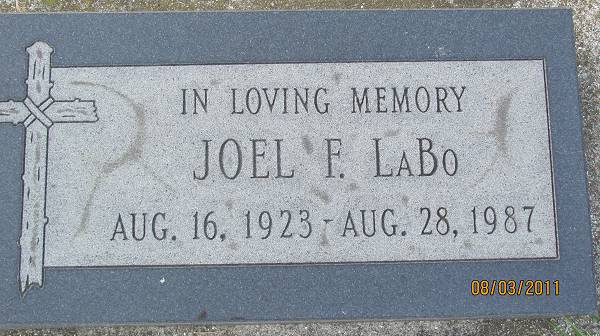 IN LOVING MEMORY
JOEL F. LABO
AUG. 16, 1923 - AUG. 28, 1987
08/03/2011